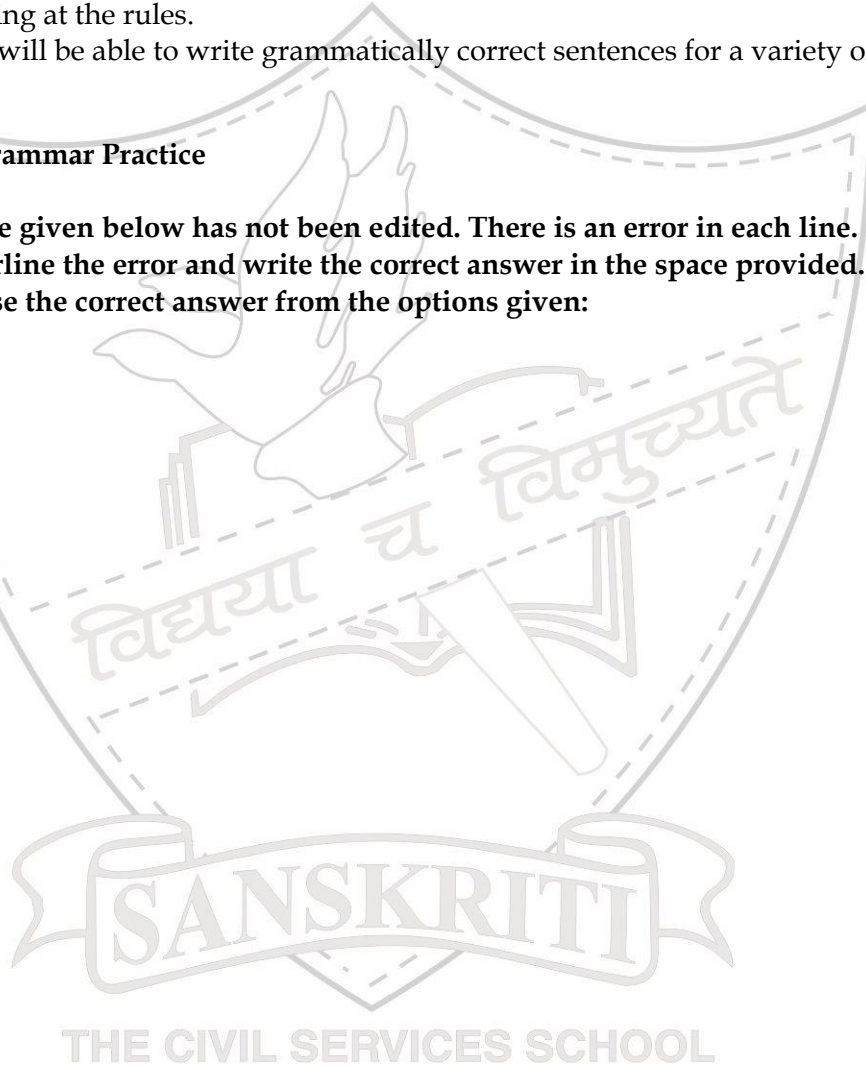 ing at the rules.
will be able to write grammatically correct sentences for a variety o
rammar Practice
e given below has not been edited. There is an error in each line.
rline the error and write the correct answer in the space provided.
se the correct answer from the options given:
विद्यया च विमुच्यते
SANSKRITI
THE CIVIL SERVICES SCHOOL